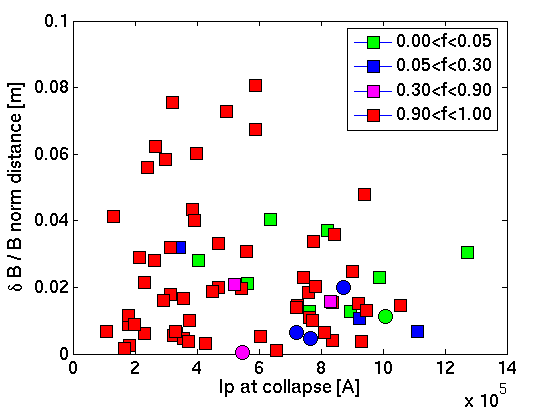 0.1
0.08
0.06
0.04
0.02
0
δ B / B norm distance [m]
0.00<f<0.05
0.05<f<0.30
0.30<f<0.90
0.90<f<1.00
0 2 4 6 8 10 12 14
Ip at collapse [A]
x 10⁵